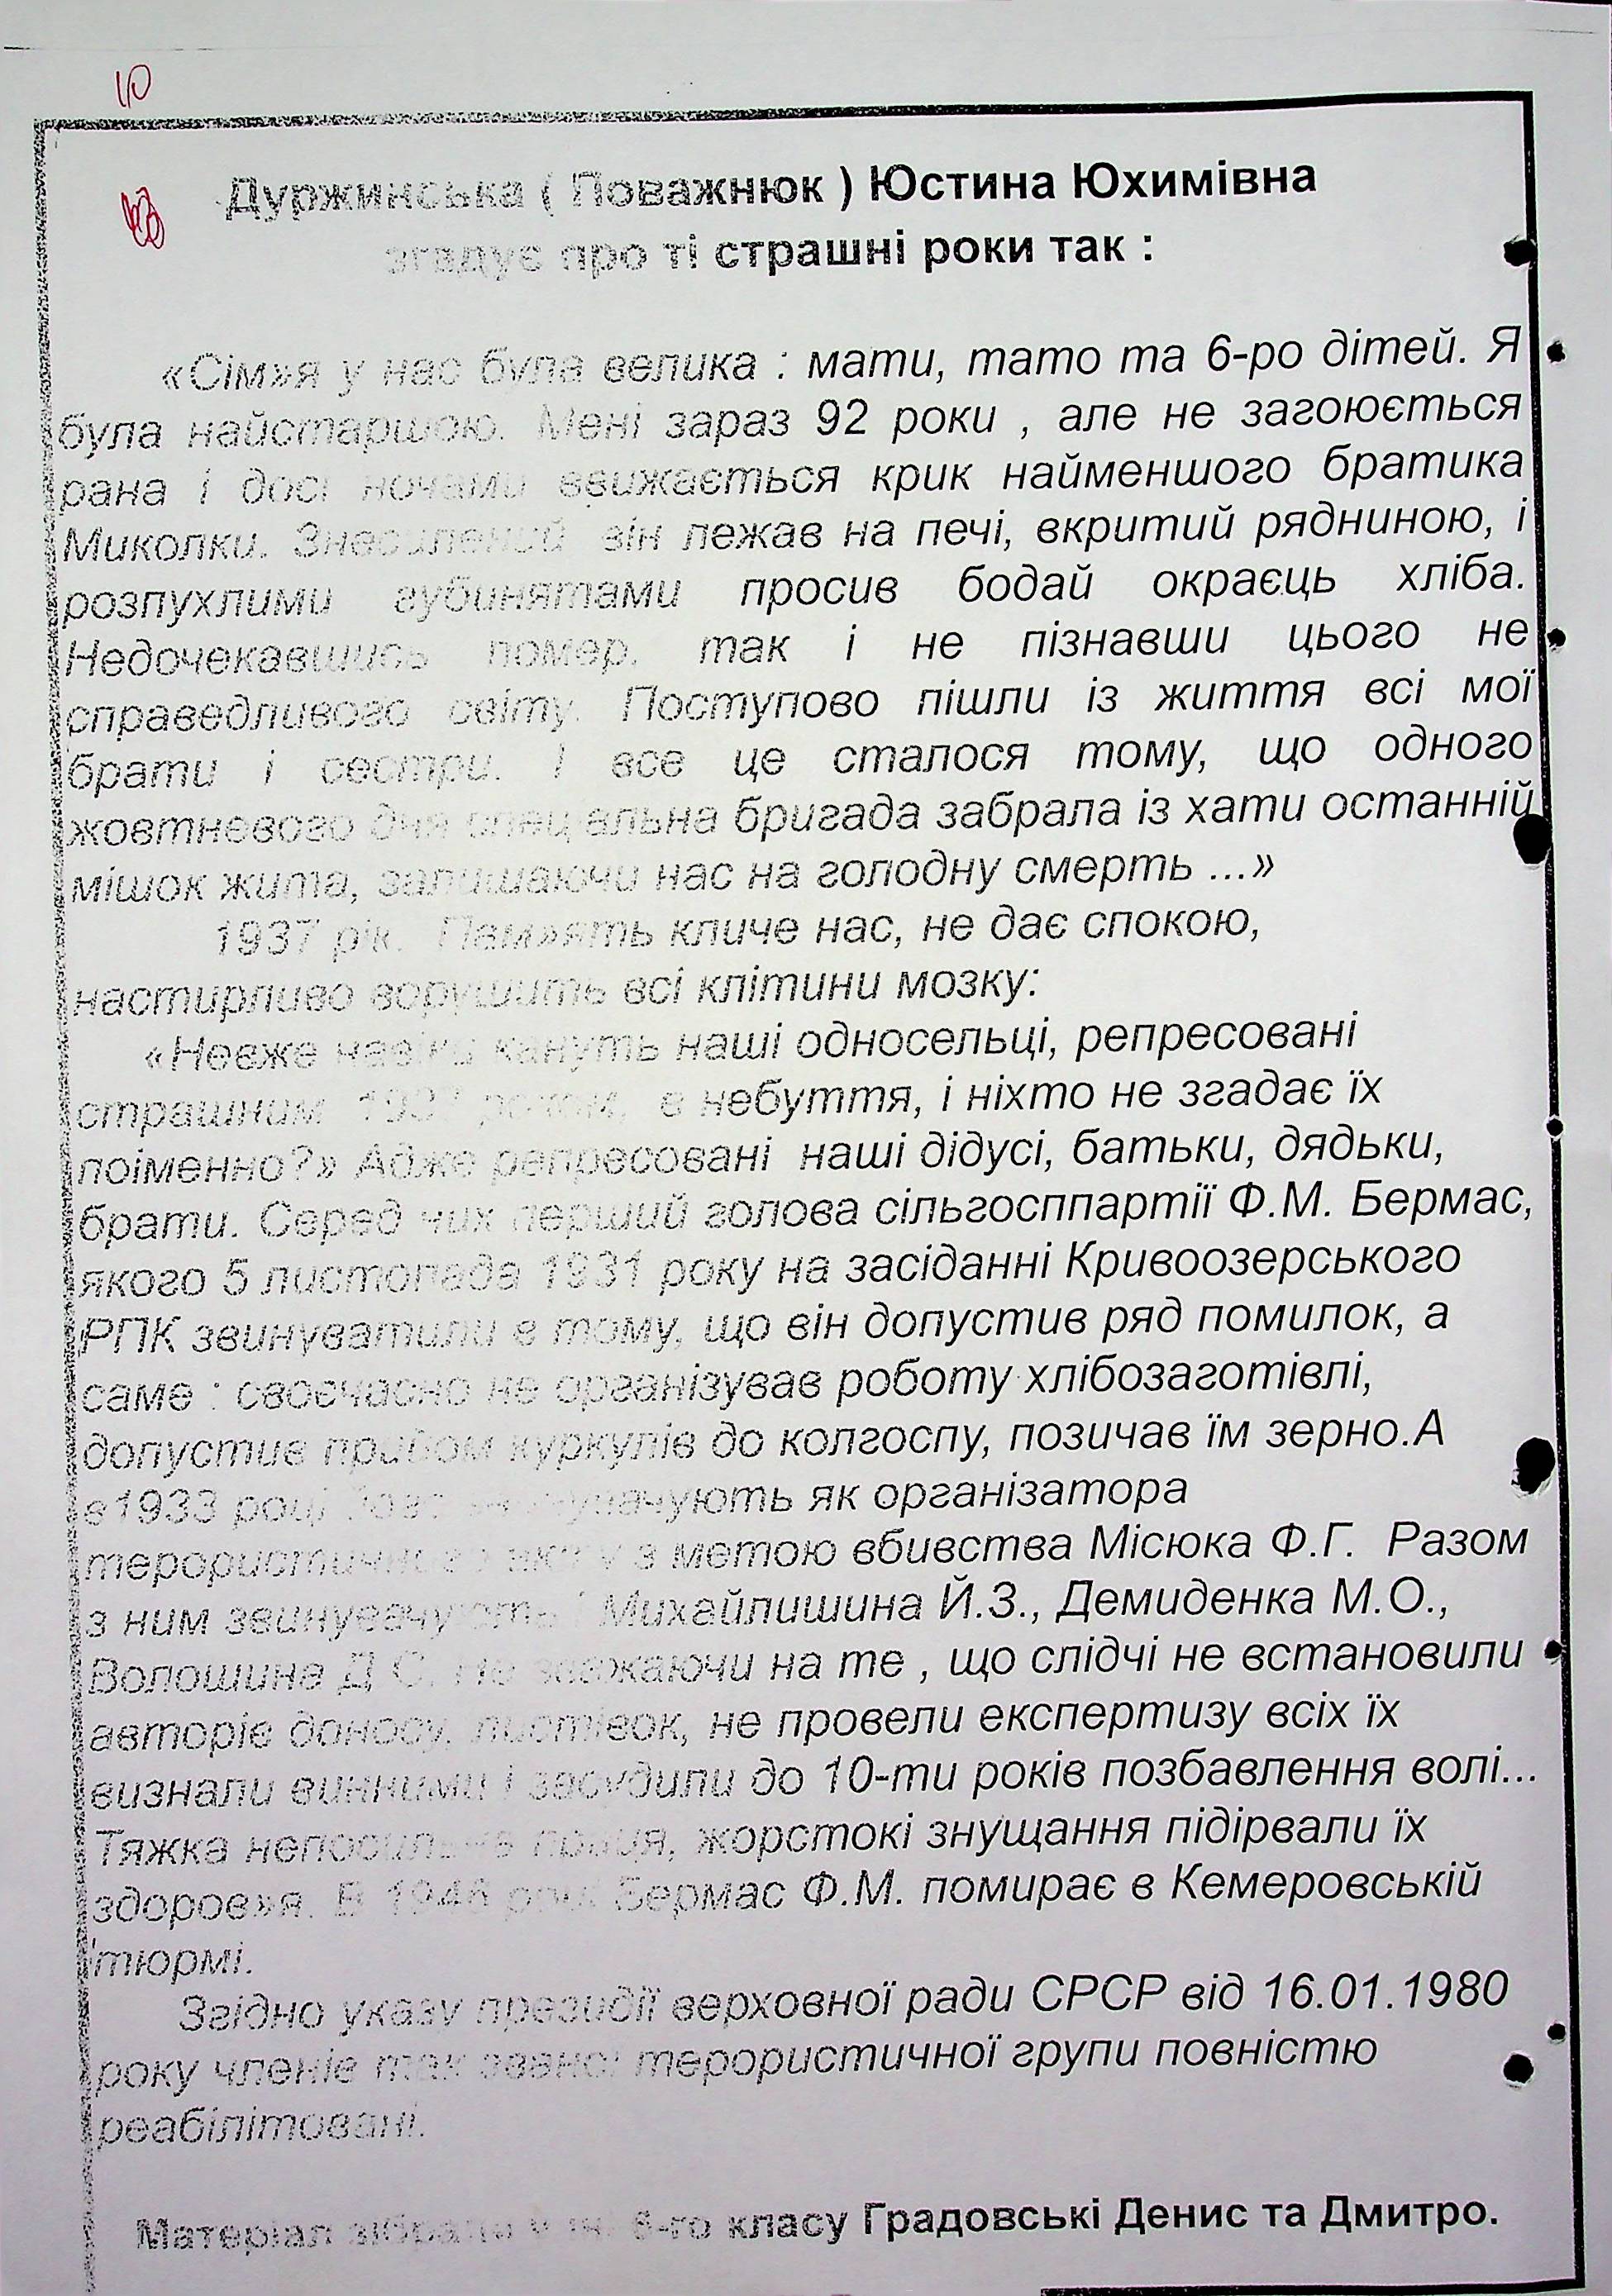 10
Дуржинська ( Поважнюк ) Юстина Юхимівна
згадує про ті страшні роки так :
«Сім»я у нас була велика : мати, тато та 6-ро дітей. Я
була найстаршою. Мені зараз 92 роки , але не загоюється
рана і досі ночами ввижається крик найменшого братика
Миколки. Знесилений він лежав на печі, вкритий рядниною, і
розпухлими губинятами просив бодай окраєць хліба.
Недочекавшись помер, так і не пізнавши цього не
справедливого світу. Поступово пішли із життя всі мої
брати і сестри. І все це сталося тому, що одного
жовтневого дня спеціальна бригада забрала із хати останній
мішок жита, залишаючи нас на голодну смерть ...»
1937 рік. Пам»ять кличе нас, не дає спокою,
настирливо ворушить всі клітини мозку:
«Невже навіки кануть наші односельці, репресовані
страшним 1937 роком, в небуття, і ніхто не згадає їх
поіменно?» Адже репресовані наші дідусі, батьки, дядьки,
брати. Серед них перший голова сільгосппартії Ф.М. Бермас,
якого 5 листопада 1931 року на засіданні Кривоозерського
РПК звинуватили в тому, що він допустив ряд помилок, а
саме : своєчасно не організував роботу хлібозаготівлі,
допустив прийом куркулів до колгоспу, позичав їм зерно.А
в1933 році його звинувачують як організатора
терористичного акту з метою вбивства Місюка Ф.Г. Разом
з ним звинувачують Михайлишина Й.З., Демиденка М.О.,
Волошина Д.С. Не зважаючи на те , що слідчі не встановили
авторів доносу, листівок, не провели експертизу всіх їх
визнали винними і засудили до 10-ти років позбавлення волі...
Тяжка непосильна праця, жорстокі знущання підірвали їх
здоров»я. В 1946 році Бермас Ф.М. помирає в Кемеровській
тюрмі.
Згідно указу президії верховної ради СРСР від 16.01.1980
року членів так званої терористичної групи повністю
реабілітовані.
Матеріал зібрали учні 8-го класу Градовські Денис та Дмитро.